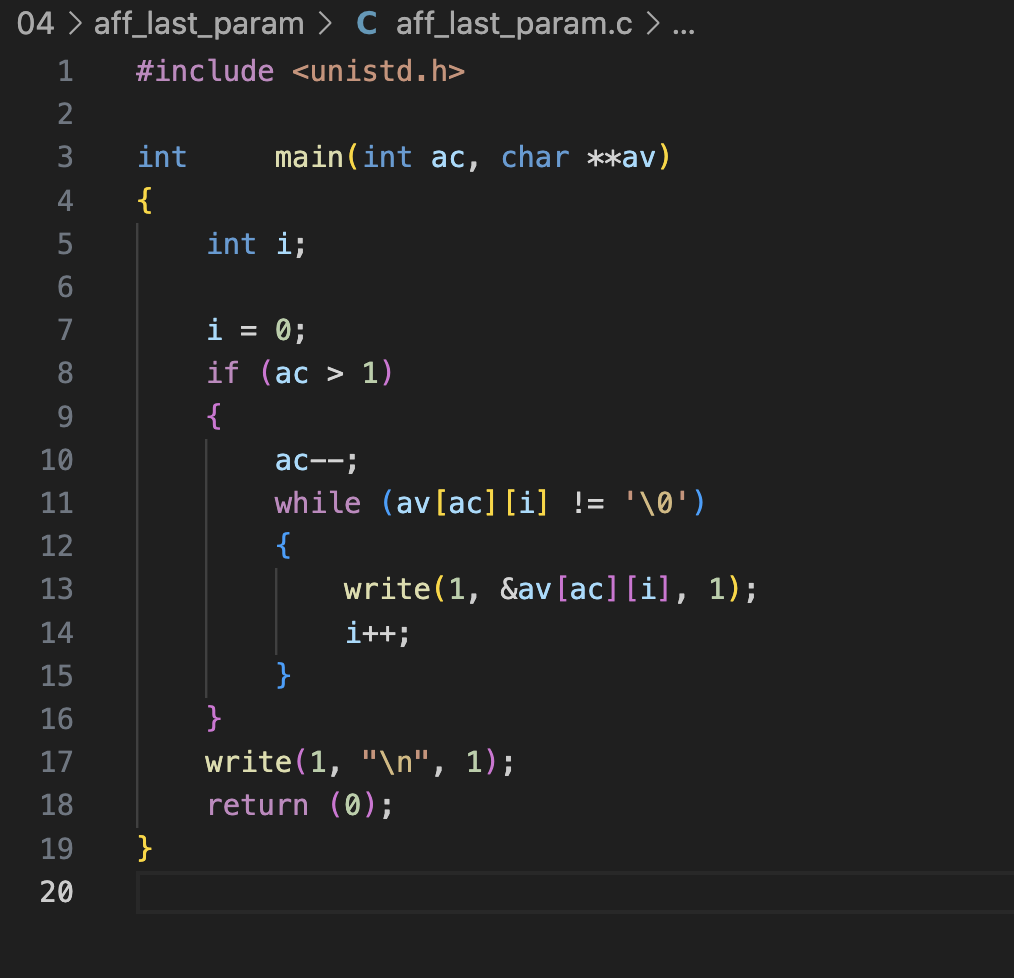 04 > aff_last_param > C aff_last_param.c > ...
1 #include <unistd.h>
2
3 int     main(int ac, char **av)
4 {
5     int i;
6
7     i = 0;
8     if (ac > 1)
9     {
10         ac--;
11         while (av[ac][i] != '\0')
12         {
13             write(1, &av[ac][i], 1);
14             i++;
15         }
16     }
17     write(1, "\n", 1);
18     return (0);
19 }
20